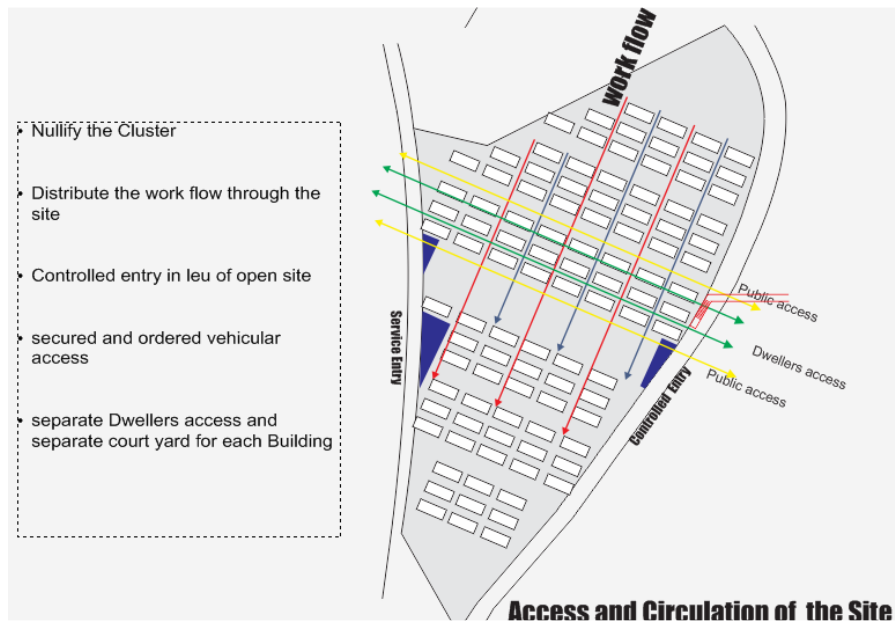 • Nullify the Cluster
• Distribute the work flow through the
site
• Controlled entry in leu of open site
• secured and ordered vehicular
access
• separate Dwellers access and
separate court yard for each Building
work flow
Service Entry
Public access
Dwellers access
Public access
Controlled Entry
Access and Circulation of the Site